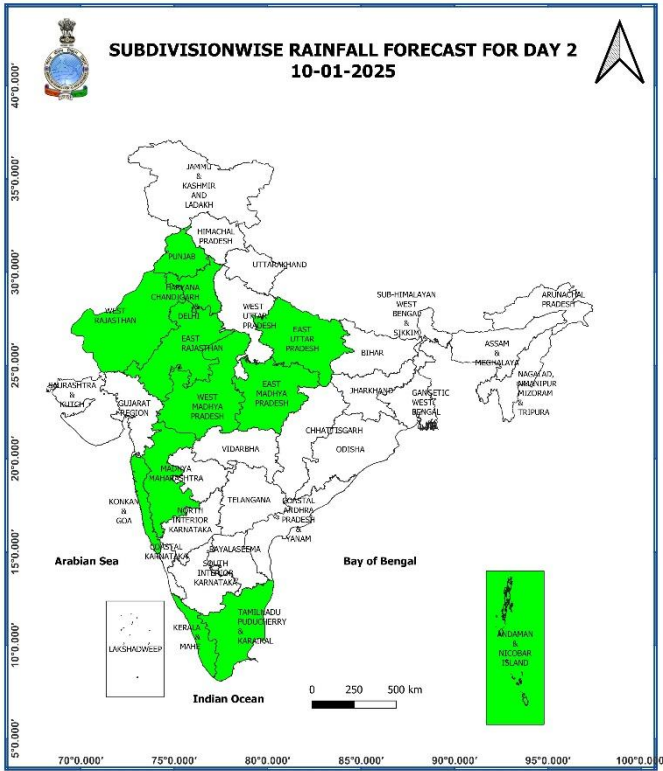 SUBDIVISIONWISE RAINFALL FORECAST FOR DAY 2
10-01-2025
40°0.000'
35°0.000'
30°0.000'
25°0.000'
20°0.000'
15°0.000'
10°0.000'
5°0.000'
JAMMU
&
KASHMIR
AND
LADAKH
HIMACHAL
PRADESH
PUNJAB
UTTARAKHAND
HARYANA
CHANDIGARH
DELHI
WEST
RAJASTHAN
EAST
RAJASTHAN
WEST
UTTAR
PRADESH
EAST
UTTAR
PRADESH
SUB-HIMALAYAN
WEST
BENGAL
&
SIKKIM
ARUNACHAL
PRADESH
ASSAM
&
MEGHALAYA
NAGALAD,
MANIPUR
MIZORAM
&
TRIPURA
BIHAR
JHARKHAND
GANGETIC
WEST
BENGAL
SAURASHTRA
&
KUTCH
GUJARAT
REGION
WEST
MADHYA
PRADESH
EAST
MADHYA
PRADESH
CHHATTISGARH
ODISHA
VIDARBHA
MADHYA
MAHARASHTRA
KONKAN
&
GOA
TELANGANA
COASTAL
ANDHRA
PRADESH
&
YANAM
NORTH
INTERIOR
KARNATAKA
COASTAL
KARNATAKA
RAYALASEEMA
SOUTH
INTERIOR
KARNATAKA
Arabian Sea
Bay of Bengal
LAKSHADWEEP
KERALA
&
MAHE
TAMILNADU
PUDUCHERRY
&
KARAIKAL
ANDAMAN
&
NICOBAR
ISLAND
Indian Ocean
0 250 500 km
70°0.000' 75°0.000' 80°0.000' 85°0.000' 90°0.000' 95°0.000' 100°0.000'